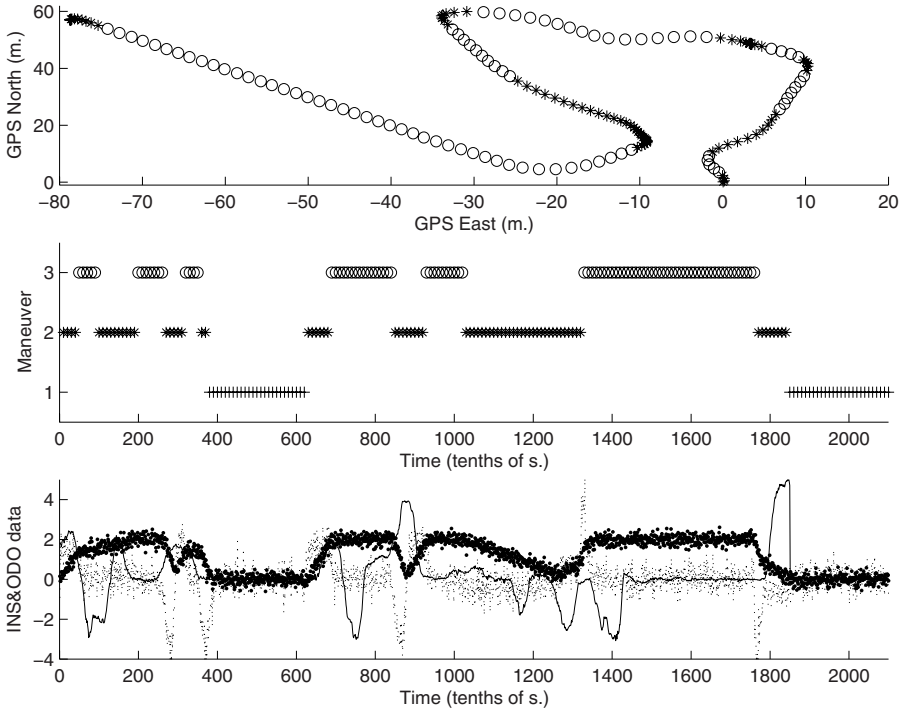 60
40
20
0
GPS North (m.)
−80 −70 −60 −50 −40 −30 −20 −10 0 10 20
GPS East (m.)
3
2
1
Maneuver
0 200 400 600 800 1000 1200 1400 1600 1800 2000
Time (tenths of s.)
4
2
0
−2
−4
INS&ODO data
0 200 400 600 800 1000 1200 1400 1600 1800 2000
Time (tenths of s.)